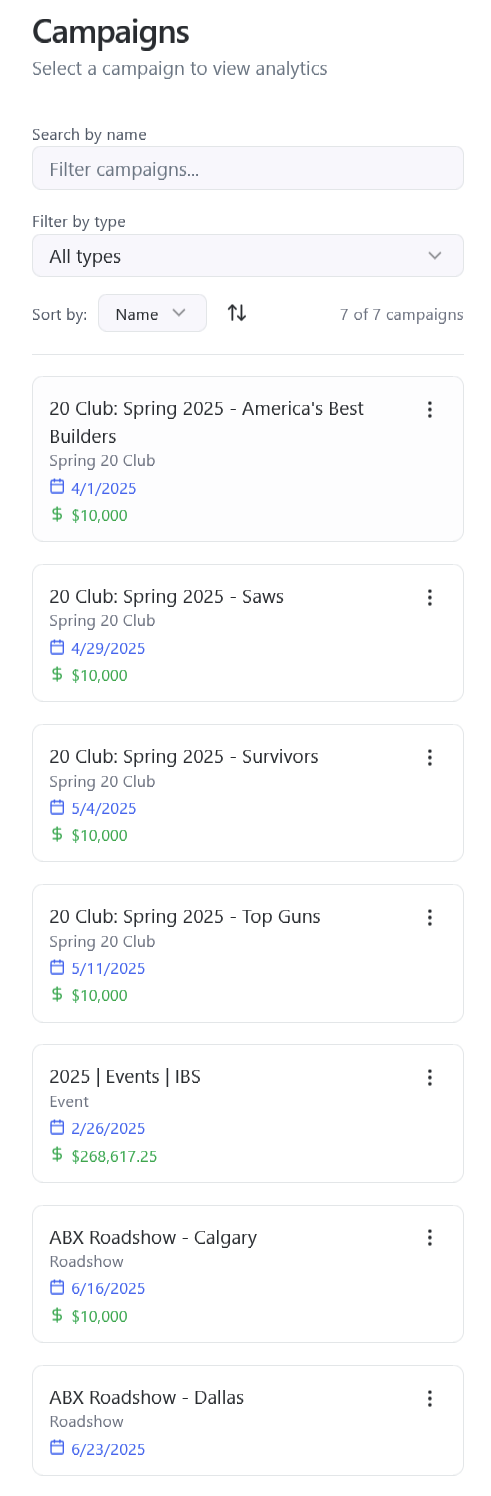 Campaigns
Select a campaign to view analytics
Search by name
Filter campaigns...
Filter by type
All types
Sort by: Name 7 of 7 campaigns
20 Club: Spring 2025 - America's Best
Builders
Spring 20 Club
4/1/2025
$ $10,000
20 Club: Spring 2025 - Saws
Spring 20 Club
4/29/2025
$ $10,000
20 Club: Spring 2025 - Survivors
Spring 20 Club
5/4/2025
$ $10,000
20 Club: Spring 2025 - Top Guns
Spring 20 Club
5/11/2025
$ $10,000
2025 | Events | IBS
Event
2/26/2025
$ $268,617.25
ABX Roadshow - Calgary
Roadshow
6/16/2025
$ $10,000
ABX Roadshow - Dallas
Roadshow
6/23/2025